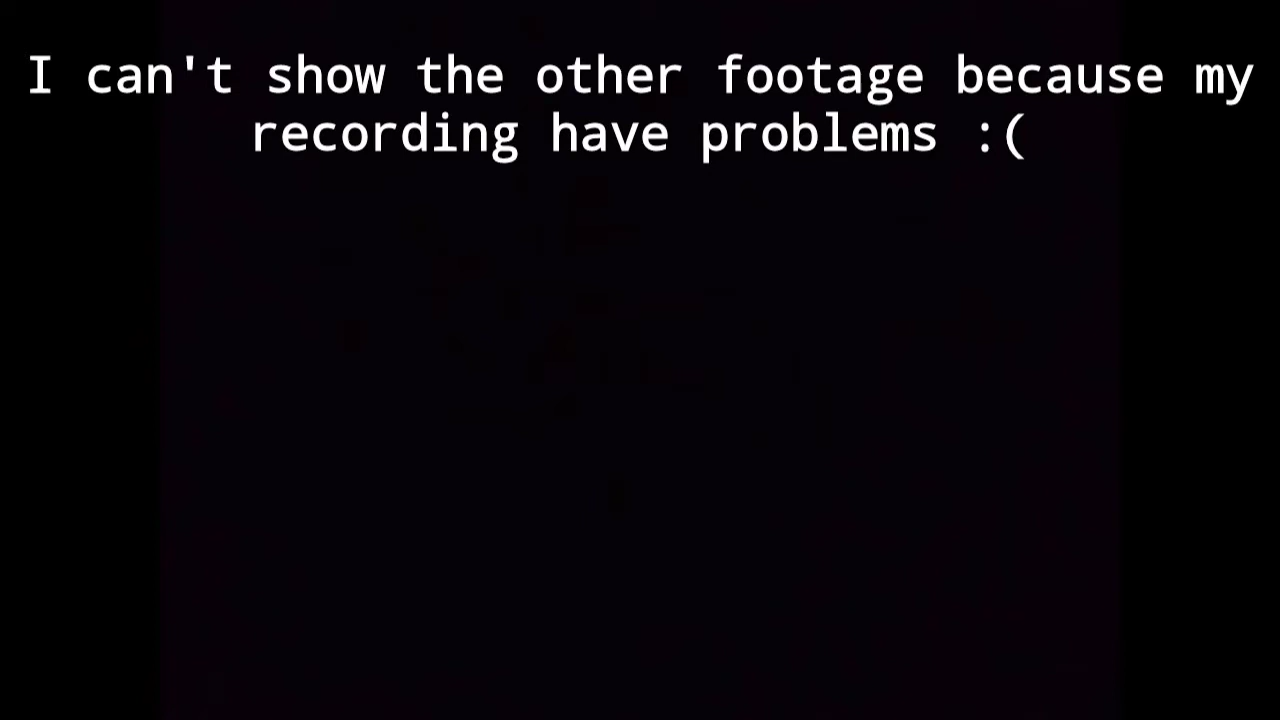 I can't show the other footage because my
recording have problems :(